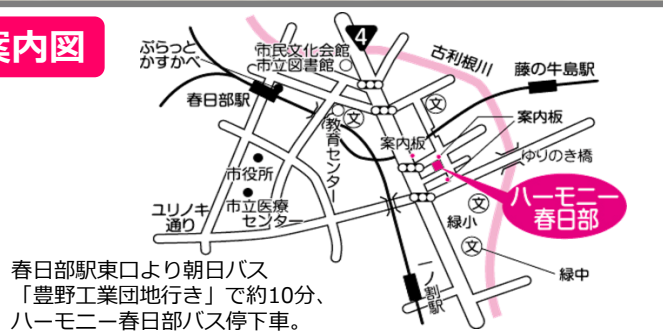 案内図
4
ぷらっと
かすかべ
市民文化会館
市立図書館
古利根川
藤の牛島駅
春日部駅
文
文
教育センター
案内板
案内板
ゆりのき橋
市役所
市立医療
センター
ユリノキ
通り
ハーモニー
春日部
緑小
文
文
緑中
一ノ割駅
春日部駅東口より朝日バス
「豊野工業団地行き」で約10分、
ハーモニー春日部バス停下車。